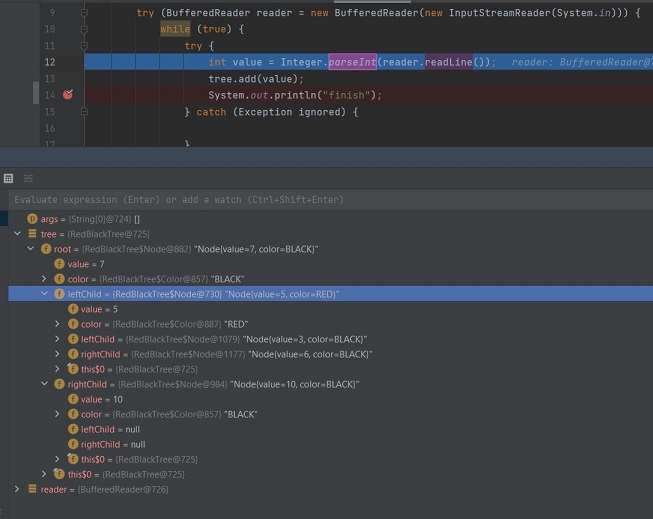 9 try (BufferedReader reader = new BufferedReader(new InputStreamReader(System.in))) {
10 while (true) {
11 try {
12 int value = Integer.parseInt(reader.readLine()); reader: BufferedReader@7
13 tree.add(value);
14 System.out.println("finish");
15 } catch (Exception ignored) {
16
17 }
Evaluate expression (Enter) or add a watch (Ctrl+Shift+Enter)
p args = {String[0]@724} []
tree = {RedBlackTree@725}
f root = {RedBlackTree$Node@882} "Node{value=7, color=BLACK}"
f value = 7
f color = {RedBlackTree$Color@857} "BLACK"
f leftChild = {RedBlackTree$Node@730} "Node{value=5, color=RED}"
f value = 5
f color = {RedBlackTree$Color@887} "RED"
f leftChild = {RedBlackTree$Node@1079} "Node{value=3, color=BLACK}"
f rightChild = {RedBlackTree$Node@1177} "Node{value=6, color=BLACK}"
f this$0 = {RedBlackTree@725}
f rightChild = {RedBlackTree$Node@984} "Node{value=10, color=BLACK}"
f value = 10
f color = {RedBlackTree$Color@857} "BLACK"
f leftChild = null
f rightChild = null
f this$0 = {RedBlackTree@725}
f this$0 = {RedBlackTree@725}
reader = {BufferedReader@726}